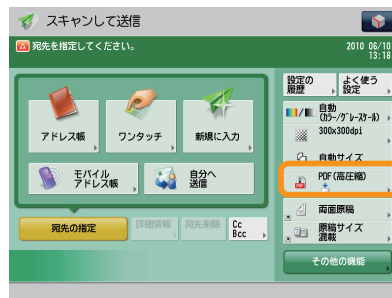 スキャンして送信
宛先を指定してください。
2010 06/10
13:18
設定の
履歴
よく使う
設定
自動
(カラー/グレースケール)
300x300dpi
自動サイズ
PDF(高圧縮)
両面原稿
原稿サイズ
混載
その他の機能
アドレス帳
ワンタッチ
新規に入力
モバイル
アドレス帳
自分へ
送信
宛先の指定
詳細情報
宛先削除
Cc
Bcc